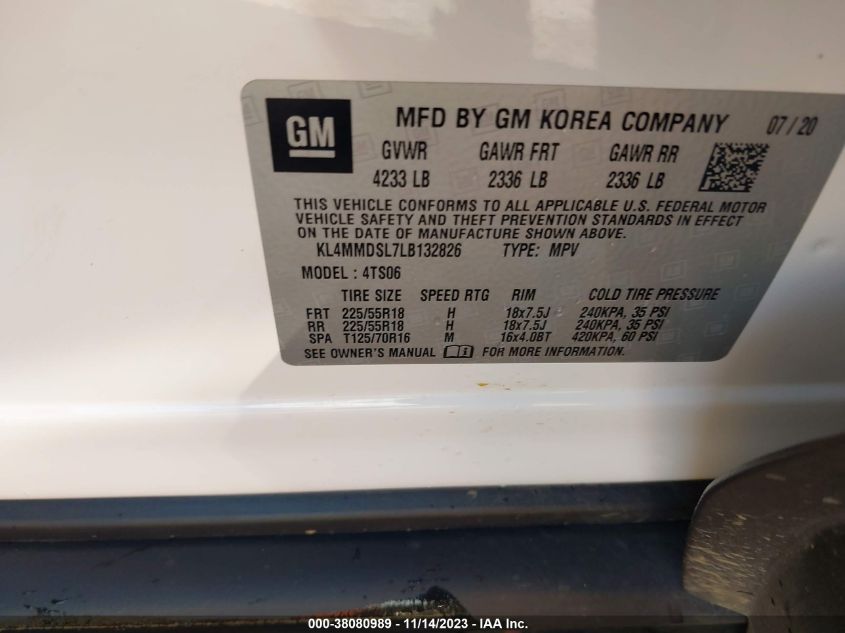 GM
MFD BY GM KOREA COMPANY 07/20
GVWR GAWR FRT GAWR RR
4233 LB 2336 LB 2336 LB
THIS VEHICLE CONFORMS TO ALL APPLICABLE U.S. FEDERAL MOTOR
VEHICLE SAFETY AND THEFT PREVENTION STANDARDS IN EFFECT
ON THE DATE OF MANUFACTURE SHOWN ABOVE.
KL4MMDSL7LB132826 TYPE: MPV
MODEL : 4TS06
TIRE SIZE SPEED RTG RIM COLD TIRE PRESSURE
FRT 225/55R18 H 18x7.5J 240KPA, 35 PSI
RR 225/55R18 H 18x7.5J 240KPA, 35 PSI
SPA T125/70R16 M 16x4.0BT 420KPA, 60 PSI
SEE OWNER'S MANUAL FOR MORE INFORMATION.
000-38080989 - 11/14/2023 - IAA Inc.